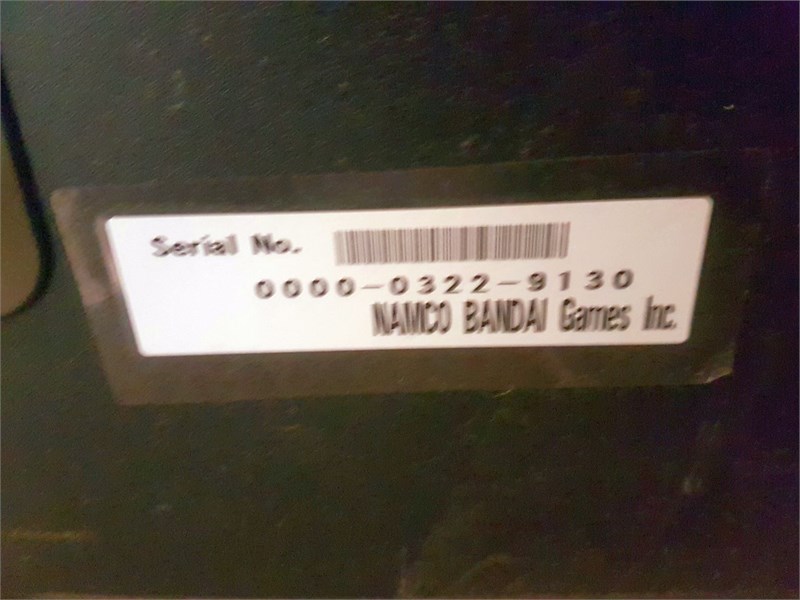 Serial No.
0000-0322-9130
NAMCO BANDAI Games Inc.